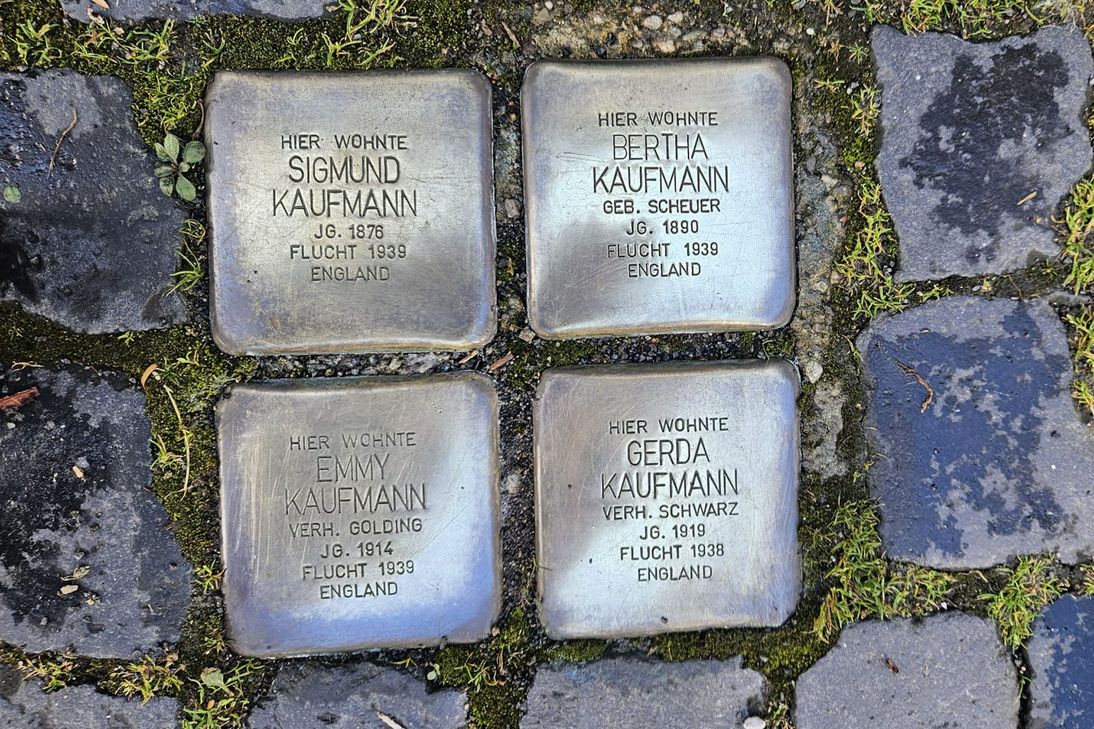 HIER WOHNTE
SIGMUND
KAUFMANN
JG. 1876
FLUCHT 1939
ENGLAND
HIER WOHNTE
BERTHA
KAUFMANN
GEB. SCHEUER
JG. 1890
FLUCHT 1939
ENGLAND
HIER WOHNTE
EMMY
KAUFMANN
VERH. GOLDING
JG. 1914
FLUCHT 1939
ENGLAND
HIER WOHNTE
GERDA
KAUFMANN
VERH. SCHWARZ
JG. 1919
FLUCHT 1938
ENGLAND